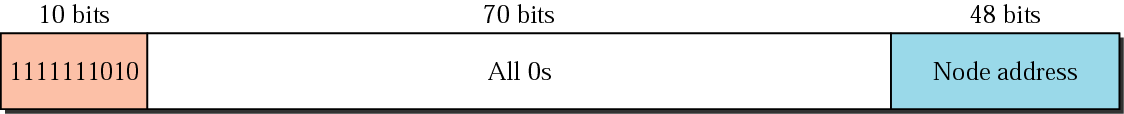 10 bits 70 bits 48 bits
1111111010 All 0s Node address